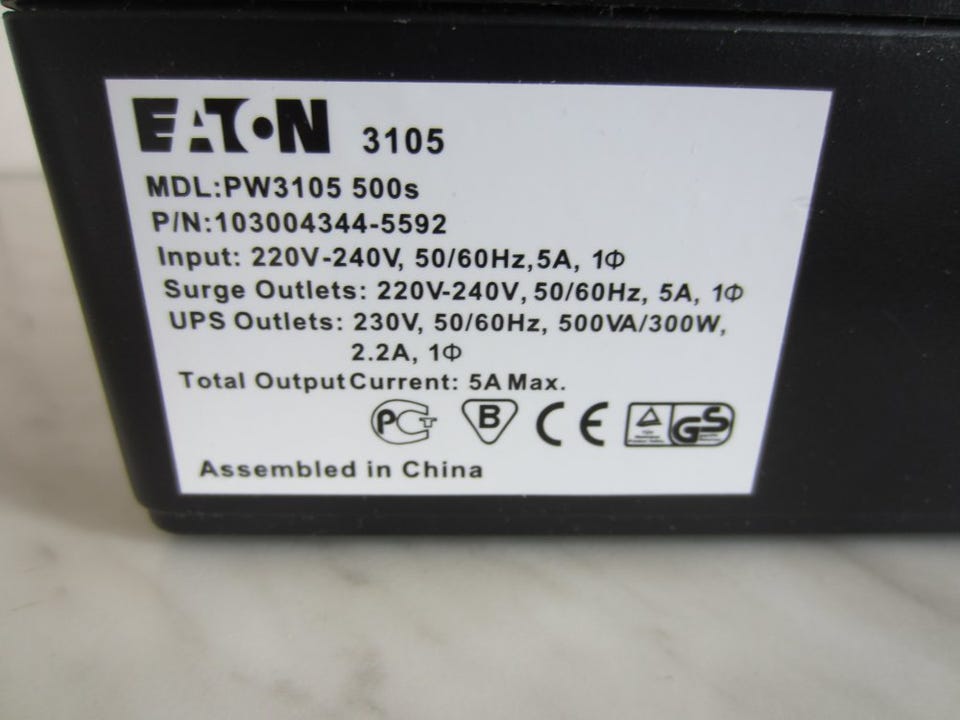 EATON 3105
MDL:PW3105 500s
P/N:103004344-5592
Input: 220V-240V, 50/60Hz,5A, 1Φ
Surge Outlets: 220V-240V, 50/60Hz, 5A, 1Φ
UPS Outlets: 230V, 50/60Hz, 500VA/300W,
2.2A, 1Φ
Total OutputCurrent: 5A Max.
PCT B CE GS
Assembled in China